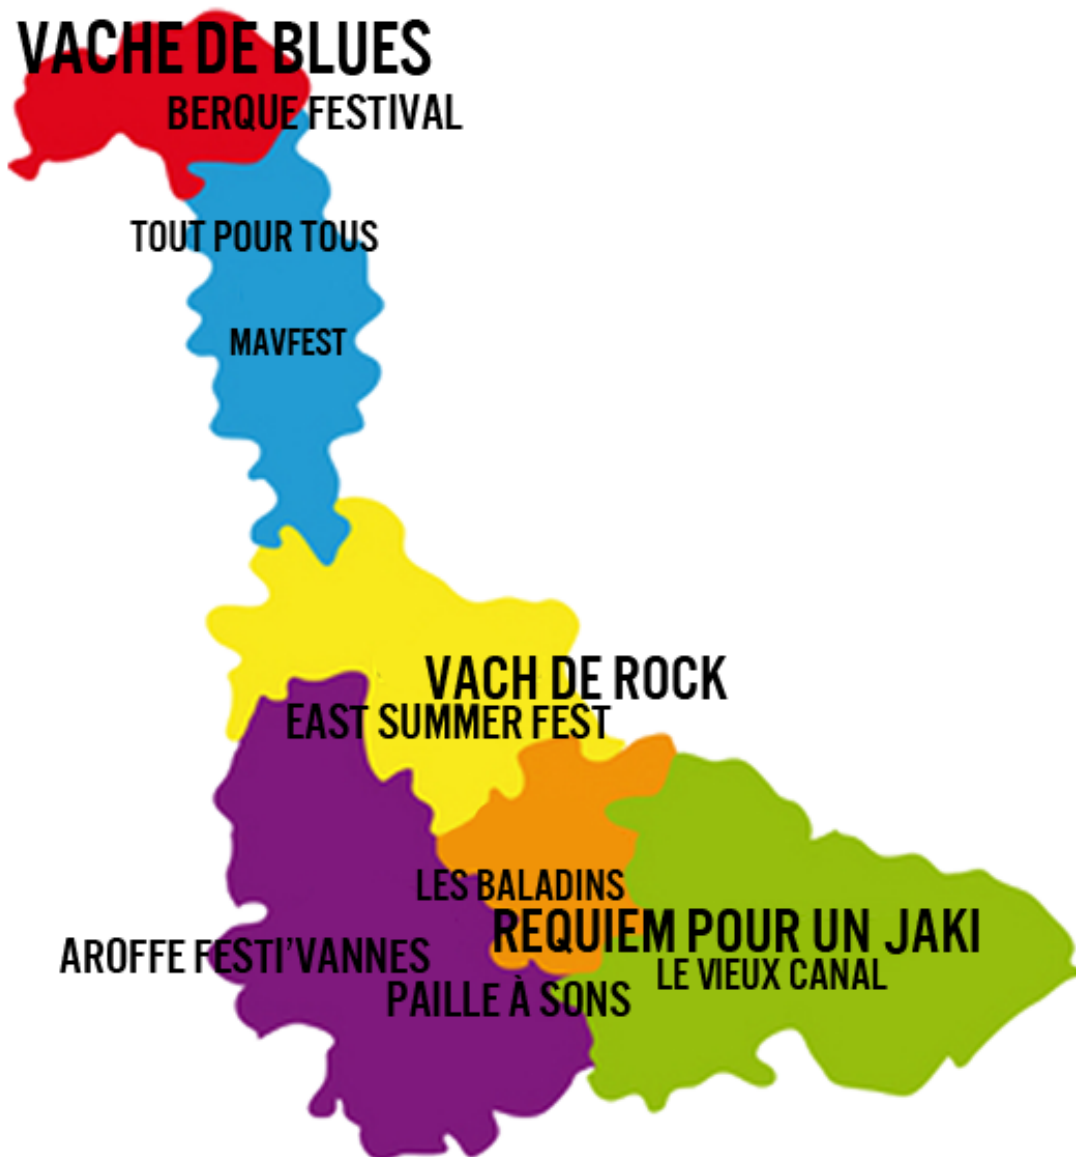 VACHE DE BLUES
BERQUE FESTIVAL
TOUT POUR TOUS
MAVFEST
VACH DE ROCK
EAST SUMMER FEST
LES BALADINS
REQUIEM POUR UN JAKI
AROFFE FESTI'VANNES
LE VIEUX CANAL
PAILLE À SONS